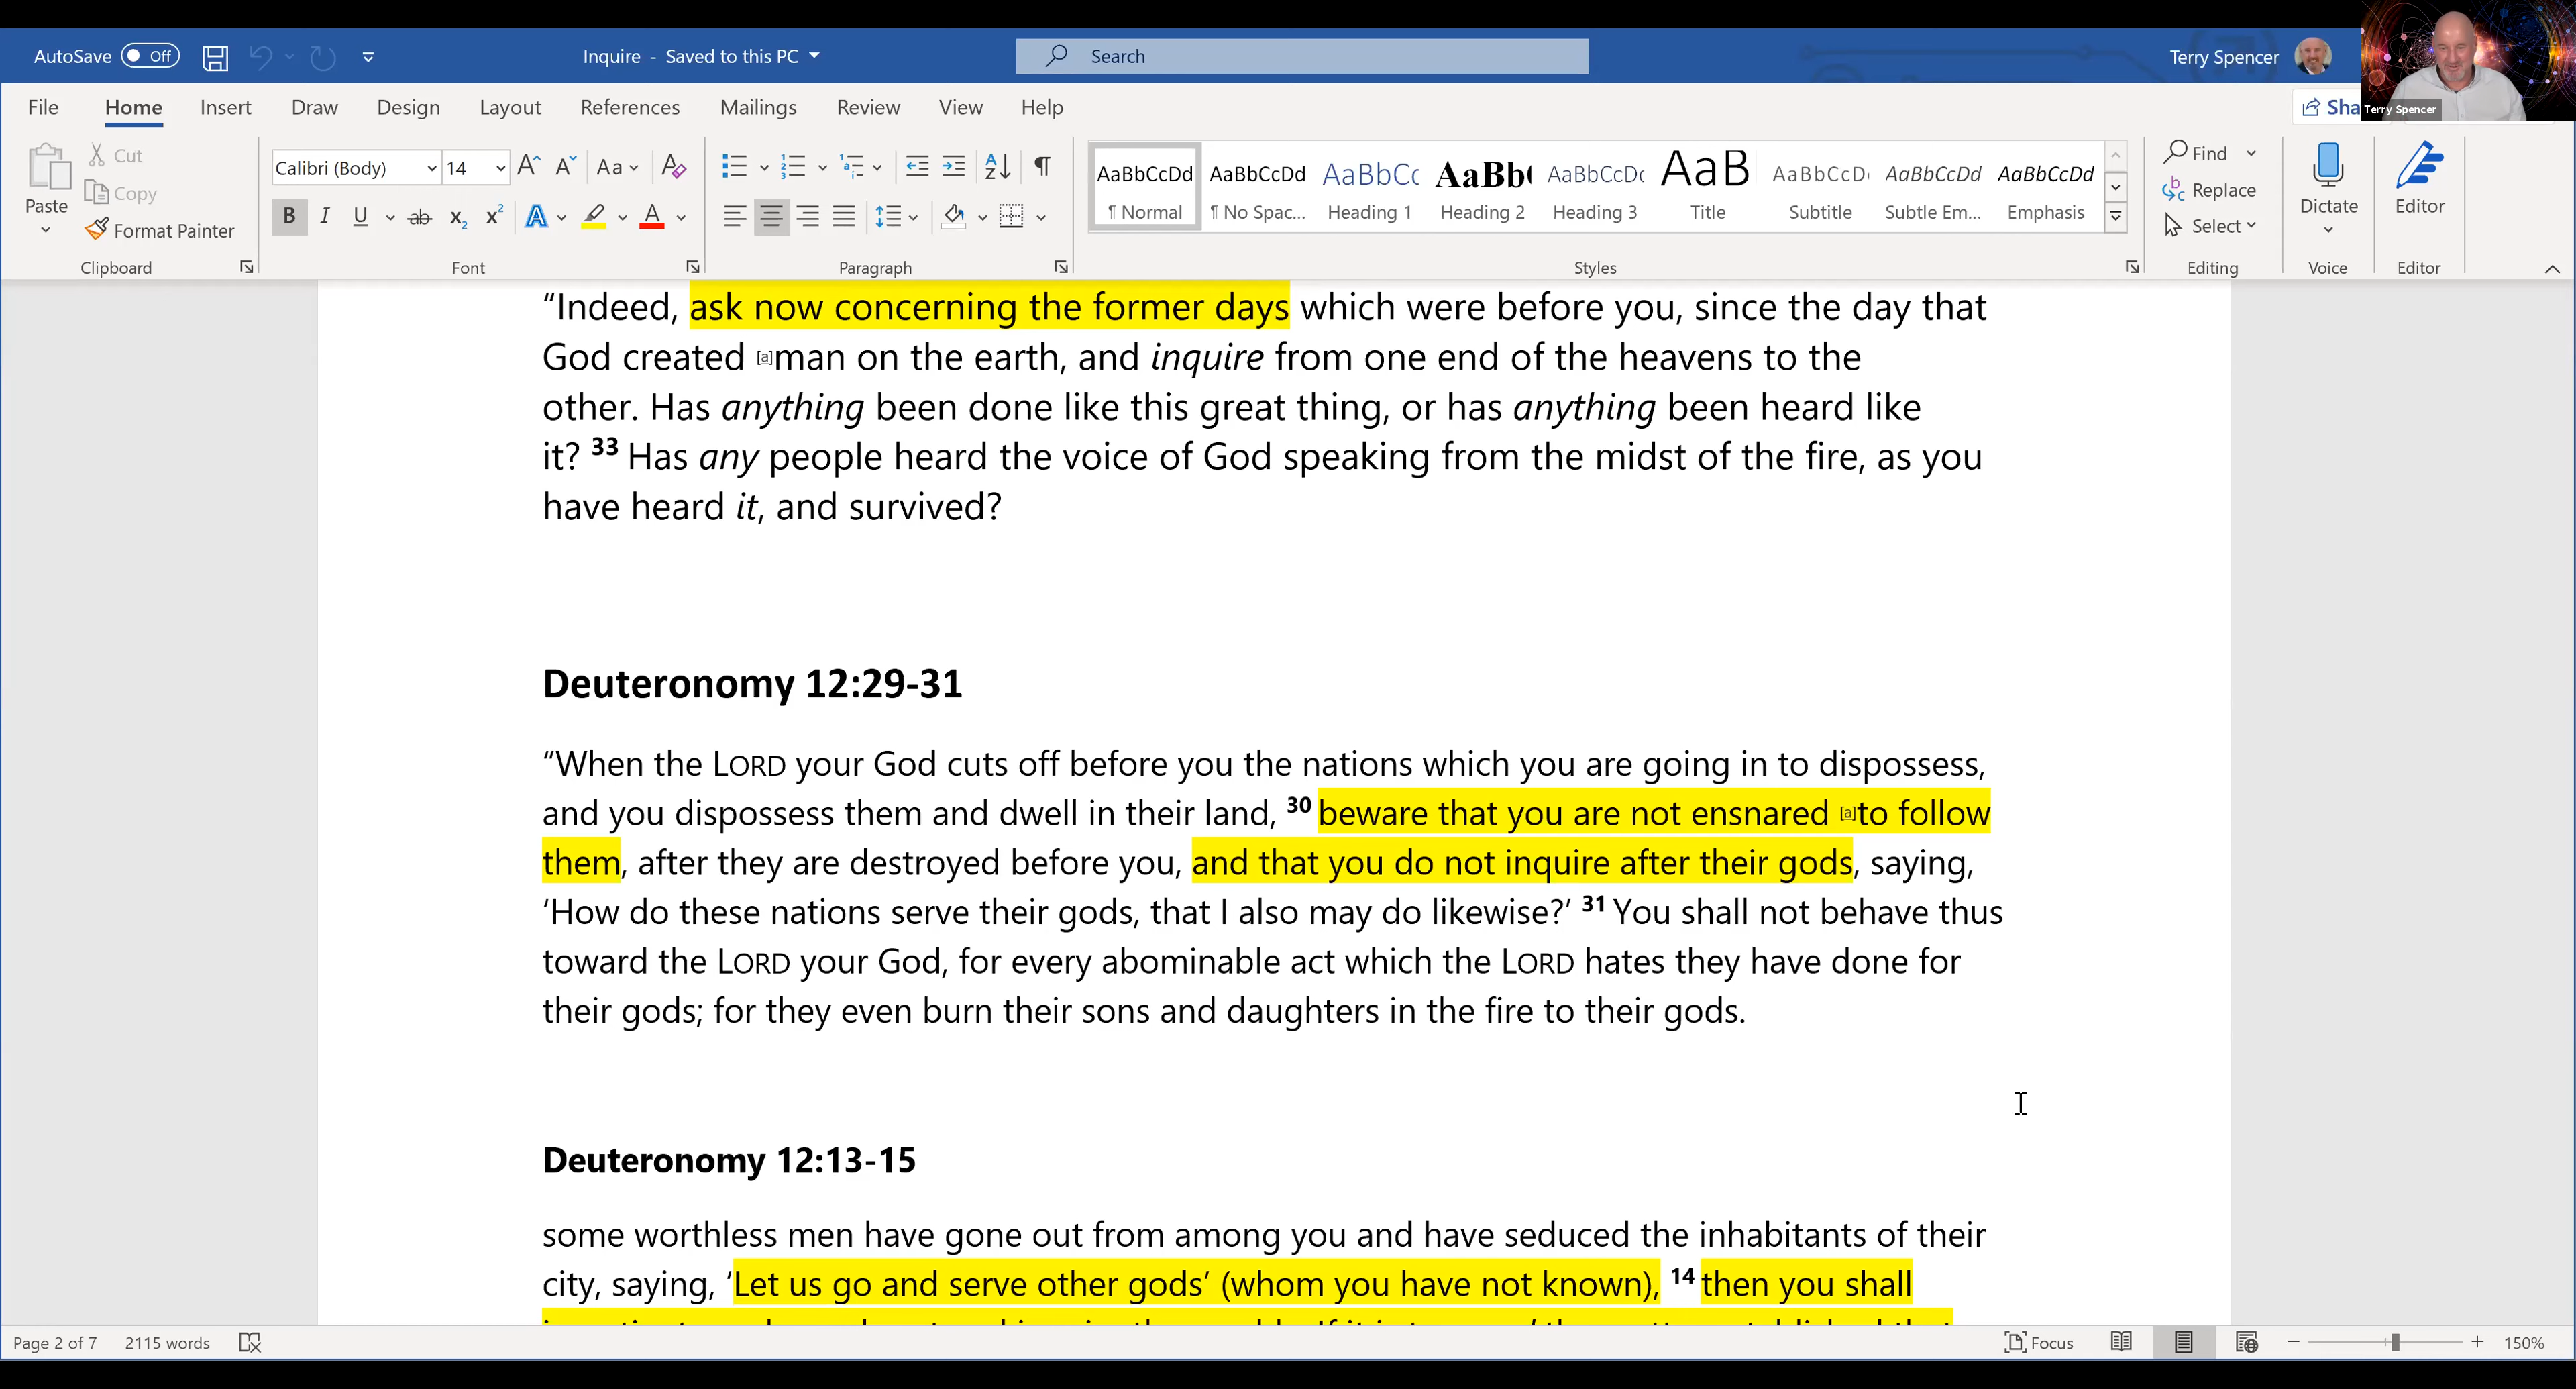 AutoSave Off Inquire - Saved to this PC Search Terry Spencer
File Home Insert Draw Design Layout References Mailings Review View Help Sha Terry Spencer
Paste Cut Copy Format Painter
Clipboard
Calibri (Body) 14 Aa
B I U ab x2 x2 A A
Font
Paragraph
AaBbCcDd AaBbCcDd AaBbCc AaBb AaBbCcDc AaB AaBbCcD AaBbCcDd AaBbCcDd
¶ Normal ¶ No Spac... Heading 1 Heading 2 Heading 3 Title Subtitle Subtle Em... Emphasis
Styles
Find
Replace
Select
Editing
Dictate
Voice
Editor
Editor
“Indeed, ask now concerning the former days which were before you, since the day that
God created [a]man on the earth, and inquire from one end of the heavens to the
other. Has anything been done like this great thing, or has anything been heard like
it? 33 Has any people heard the voice of God speaking from the midst of the fire, as you
have heard it, and survived?
Deuteronomy 12:29-31
“When the LORD your God cuts off before you the nations which you are going in to dispossess,
and you dispossess them and dwell in their land, 30 beware that you are not ensnared [a]to follow
them, after they are destroyed before you, and that you do not inquire after their gods, saying,
‘How do these nations serve their gods, that I also may do likewise?’ 31 You shall not behave thus
toward the LORD your God, for every abominable act which the LORD hates they have done for
their gods; for they even burn their sons and daughters in the fire to their gods.
Deuteronomy 12:13-15
some worthless men have gone out from among you and have seduced the inhabitants of their
city, saying, ‘Let us go and serve other gods’ (whom you have not known), 14 then you shall
Page 2 of 7 2115 words Focus 150%